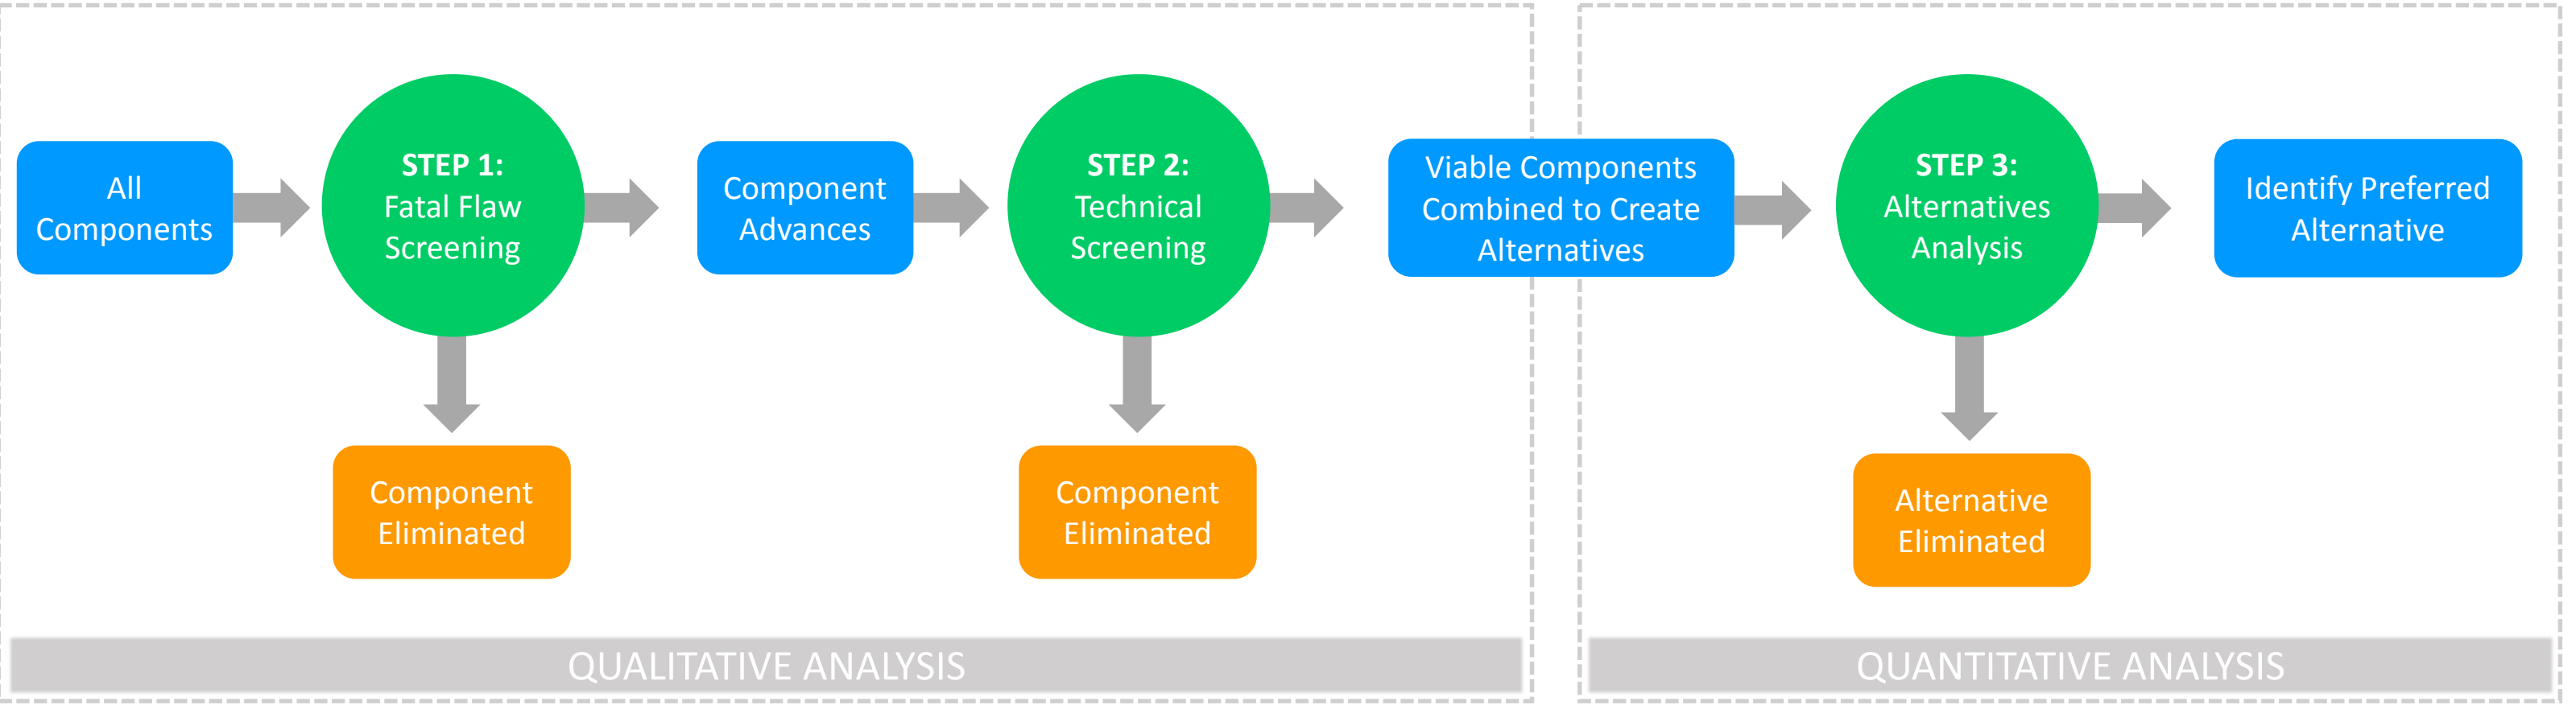 All
Components
STEP 1:
Fatal Flaw
Screening
Component
Advances
STEP 2:
Technical
Screening
Viable Components
Combined to Create
Alternatives
STEP 3:
Alternatives
Analysis
Identify Preferred
Alternative
Component
Eliminated
Component
Eliminated
Alternative
Eliminated
QUALITATIVE ANALYSIS
QUANTITATIVE ANALYSIS